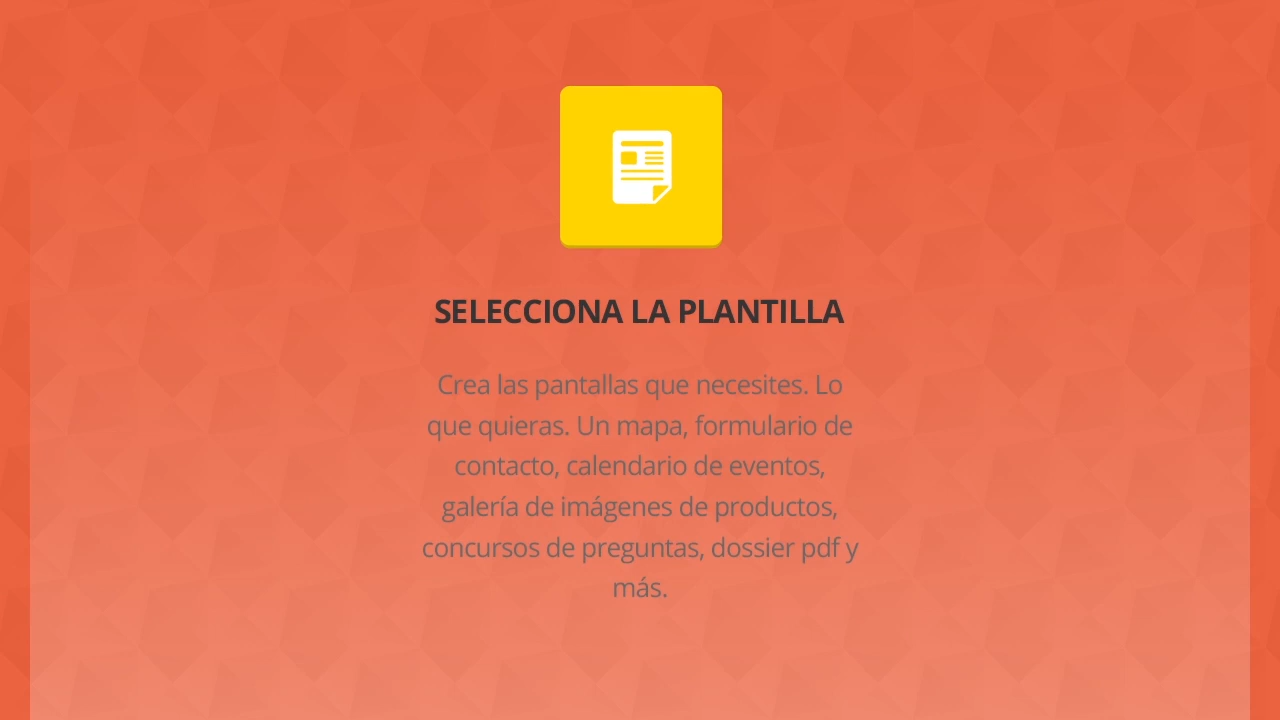 SELECCIONA LA PLANTILLA
Crea las pantallas que necesites. Lo
que quieras. Un mapa, formulario de
contacto, calendario de eventos,
galería de imágenes de productos,
concursos de preguntas, dossier pdf y
más.